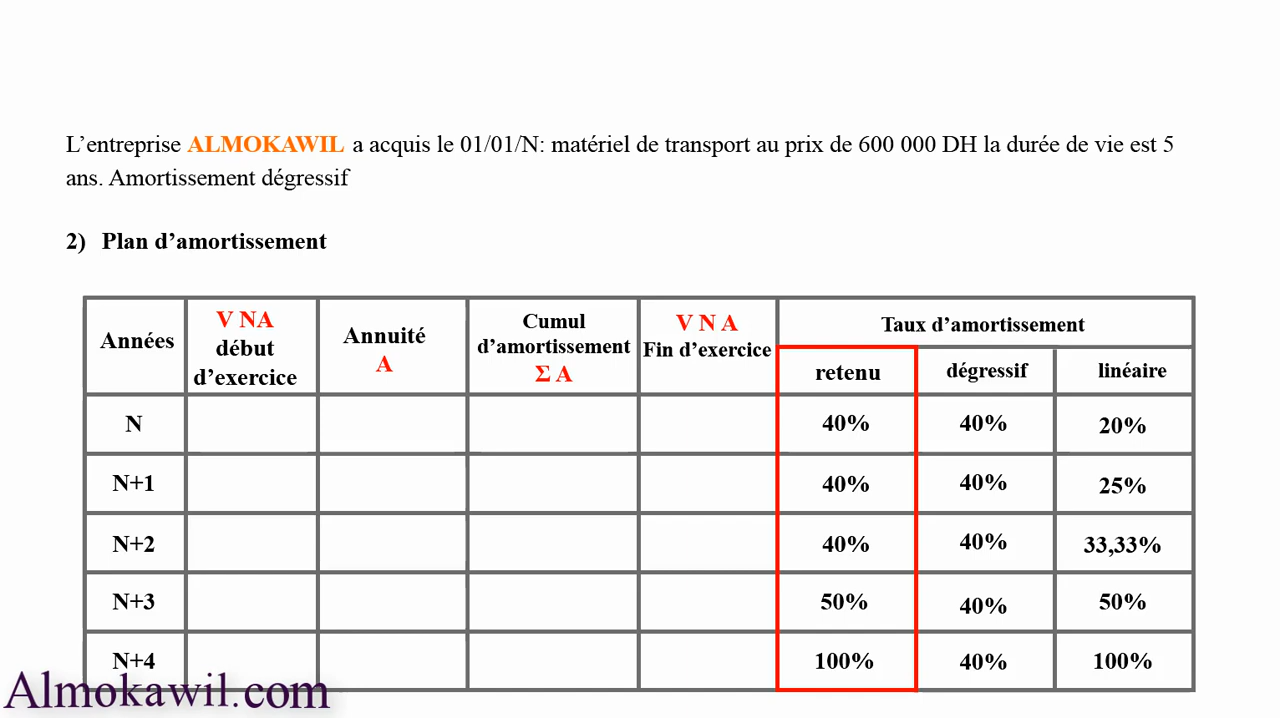 L’entreprise ALMOKAWIL a acquis le 01/01/N: matériel de transport au prix de 600 000 DH la durée de vie est 5
ans. Amortissement dégressif
2) Plan d’amortissement
Années
V NA
début
d’exercice
Annuité
A
Cumul
d’amortissement
Σ A
V N A
Fin d’exercice
Taux d’amortissement
retenu dégressif linéaire
N 40% 40% 20%
N+1 40% 40% 25%
N+2 40% 40% 33,33%
N+3 50% 40% 50%
N+4 100% 40% 100%
Almokawil.com